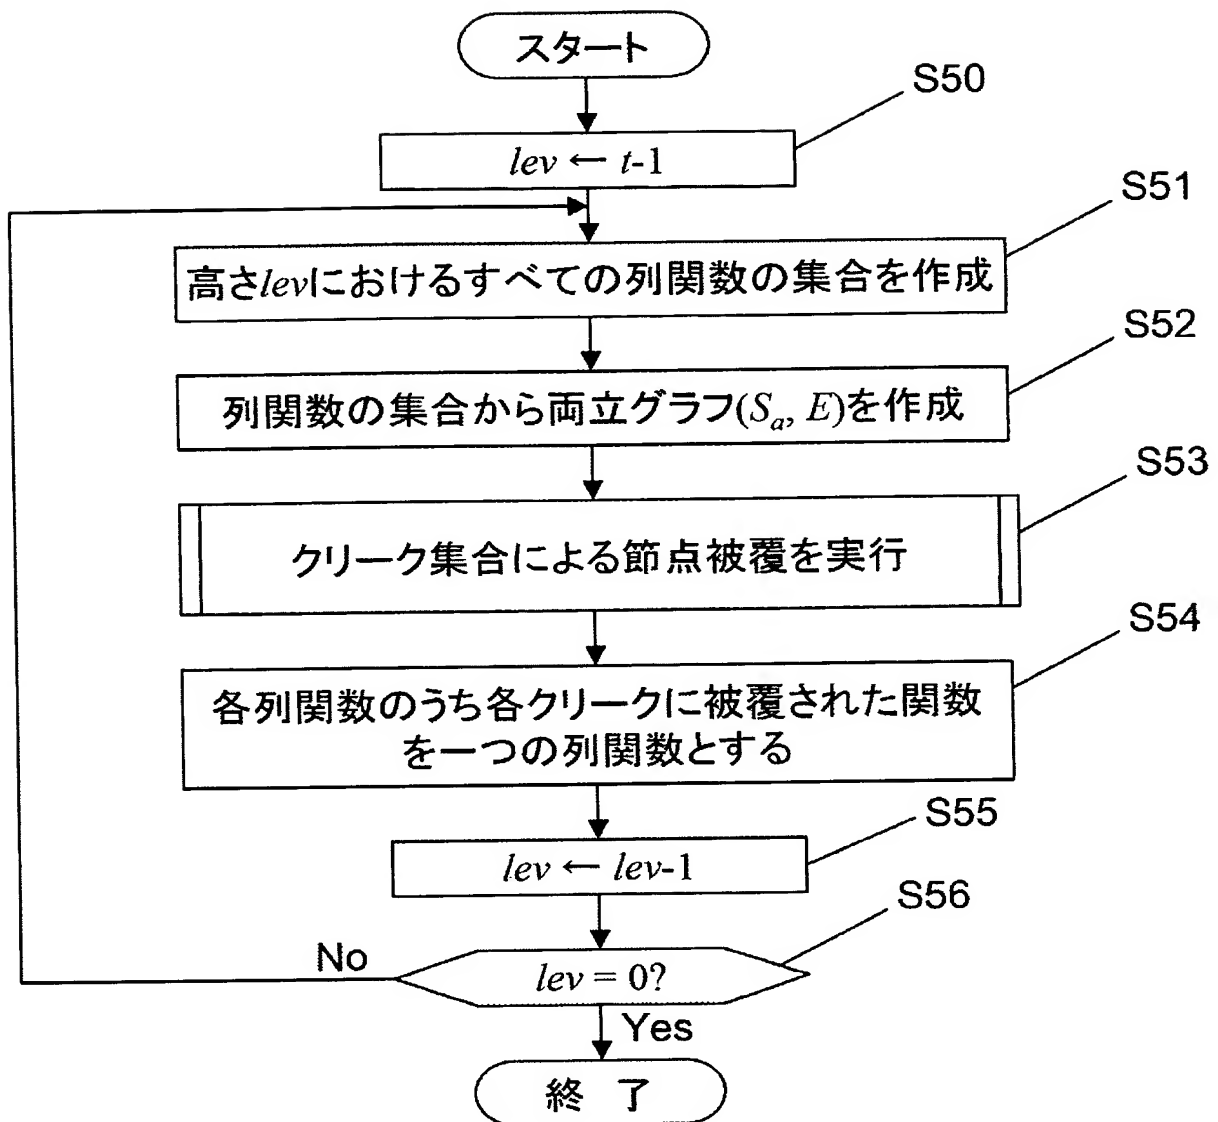 スタート
S50
lev ← t-1
S51
高さlevにおけるすべての列関数の集合を作成
S52
列関数の集合から両立グラフ(Sa, E)を作成
S53
クリーク集合による節点被覆を実行
S54
各列関数のうち各クリークに被覆された関数
を一つの列関数とする
S55
lev ← lev-1
S56
No
lev = 0?
Yes
終 了